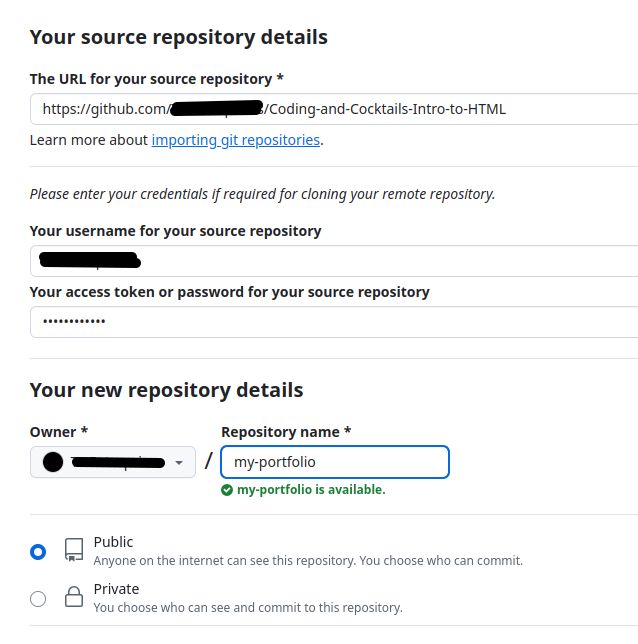 Your source repository details
The URL for your source repository *
https://github.com/ /Coding-and-Cocktails-Intro-to-HTML
Learn more about importing git repositories.
Please enter your credentials if required for cloning your remote repository.
Your username for your source repository
Your access token or password for your source repository
••••••••••••
Your new repository details
Owner * Repository name *
/ my-portfolio
my-portfolio is available.
Public
Anyone on the internet can see this repository. You choose who can commit.
Private
You choose who can see and commit to this repository.